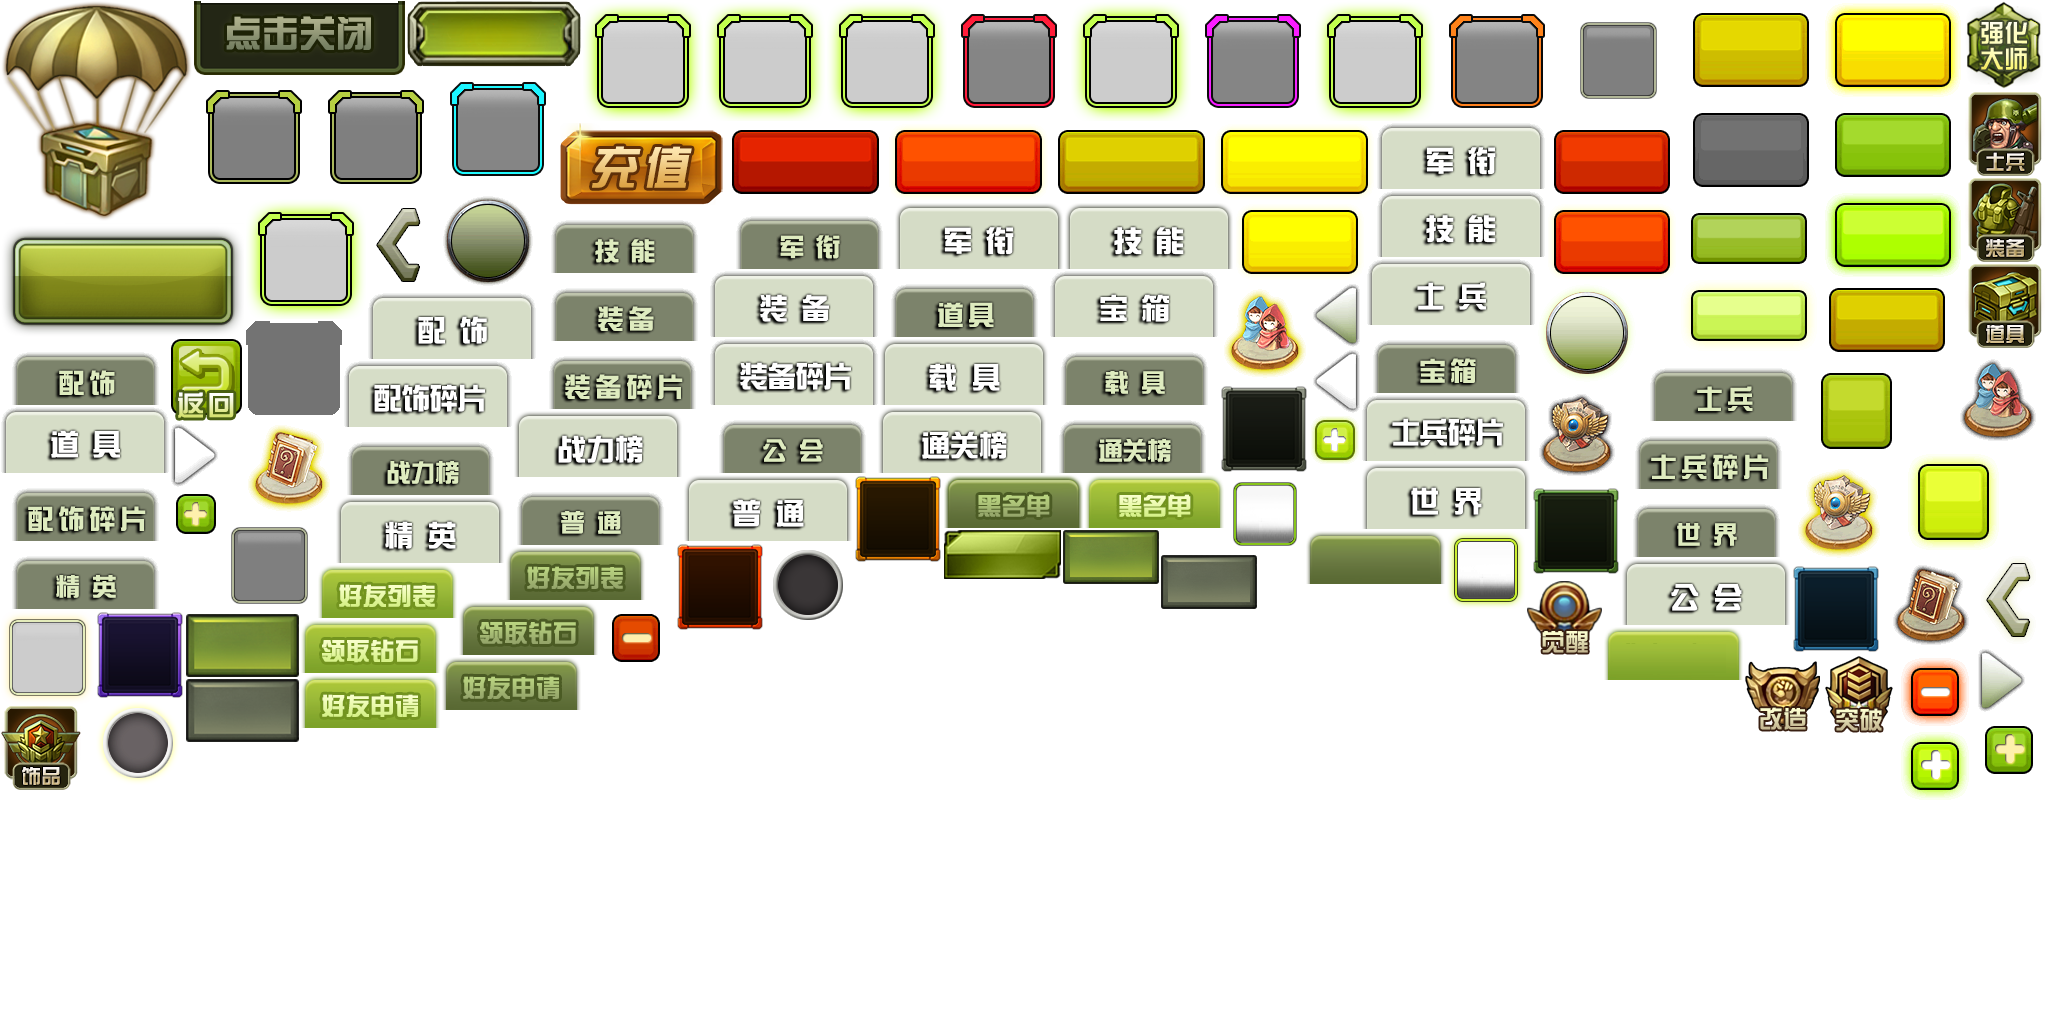 点击关闭
强化
大师
充值
军衔
士兵
技能
装备
军衔
军衔
技能
技能
装备
道具
宝箱
士兵
道具
配饰
装备
配饰
返回
配饰碎片
装备碎片
装备碎片
载具
载具
宝箱
士兵
道具
战力榜
公会
通关榜
通关榜
士兵碎片
士兵碎片
配饰碎片
战力榜
精英
普通
普通
黑名单
黑名单
世界
世界
精英
好友列表
好友列表
觉醒
公会
领取钻石
领取钻石
好友申请
好友申请
改造
突破
饰品